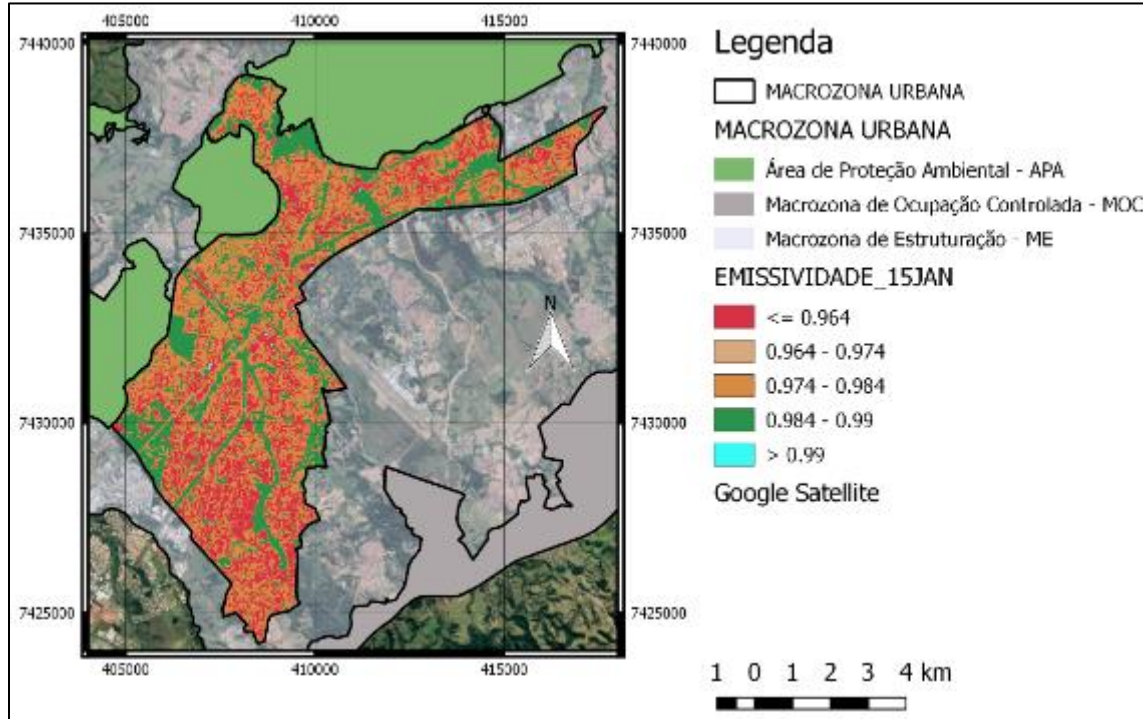 405000 410000 415000
7440000 7440000
7435000 7435000
7430000 7430000
7425000 7425000
405000 410000 415000
N
Legenda
MACROZONA URBANA
MACROZONA URBANA
Área de Proteção Ambiental - APA
Macrozona de Ocupação Controlada - MOC
Macrozona de Estruturação - ME
EMISSIVIDADE_15JAN
<= 0.964
0.964 - 0.974
0.974 - 0.984
0.984 - 0.99
> 0.99
Google Satellite
1 0 1 2 3 4 km